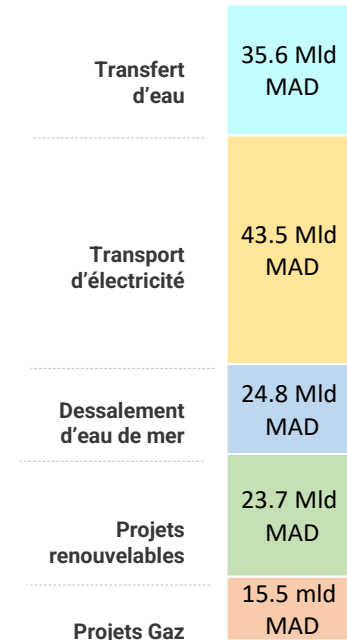 Transfert
d'eau
35.6 Mld
MAD
Transport
d'électricité
43.5 Mld
MAD
Dessalement
d'eau de mer
24.8 Mld
MAD
Projets
renouvelables
23.7 Mld
MAD
Projets Gaz
15.5 mld
MAD